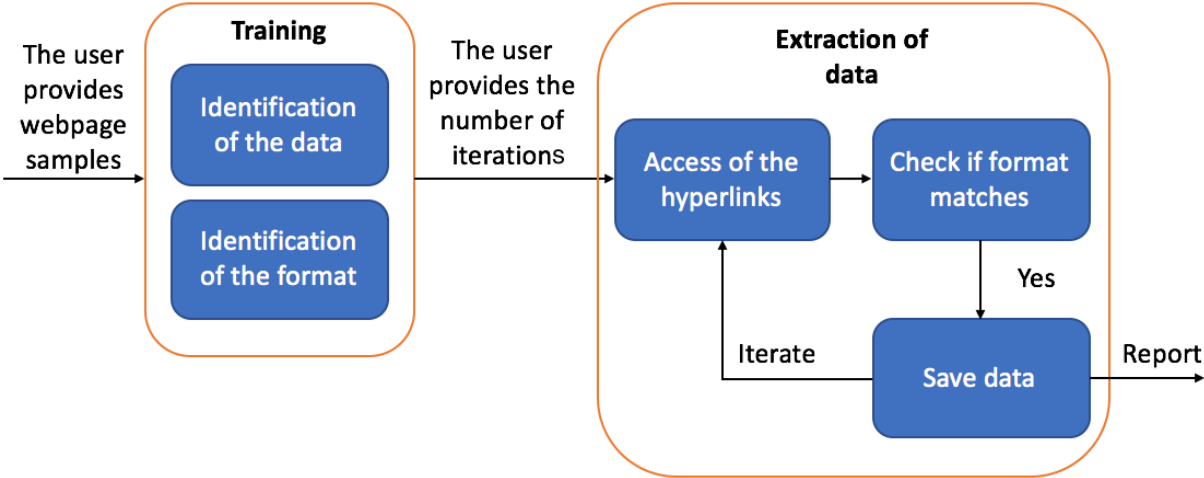 The user
provides
webpage
samples
Training
Identification
of the data
Identification
of the format
The user
provides the
number of
iterations
Extraction of
data
Access of the
hyperlinks
Check if format
matches
Yes
Iterate
Save data
Report